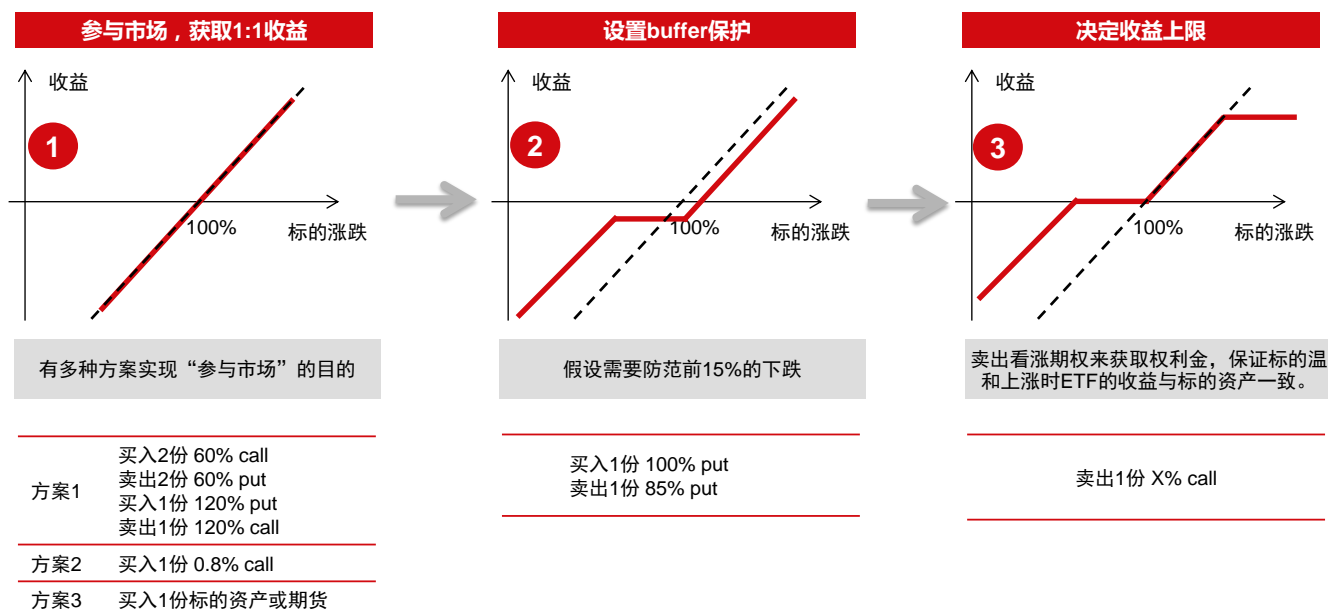 参与市场，获取1:1收益
收益
1
100%
标的涨跌
有多种方案实现“参与市场”的目的
方案1
买入2份 60% call
卖出2份 60% put
买入1份 120% put
卖出1份 120% call
方案2
买入1份 0.8% call
方案3
买入1份标的资产或期货
设置buffer保护
收益
2
100%
标的涨跌
假设需要防范前15%的下跌
买入1份 100% put
卖出1份 85% put
决定收益上限
收益
3
100%
标的涨跌
卖出看涨期权来获取权利金，保证标的温
和上涨时ETF的收益与标的资产一致。
卖出1份 X% call